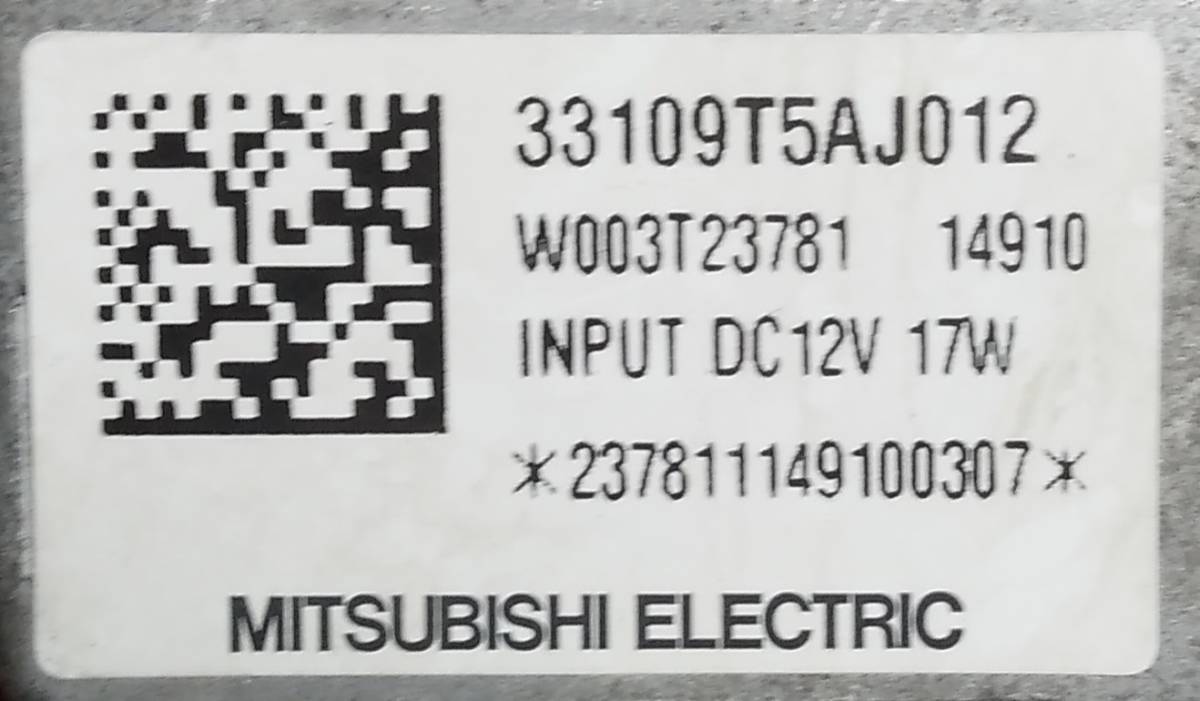 33109T5AJ012
W003T23781 14910
INPUT DC12V 17W
*237811149100307*
MITSUBISHI ELECTRIC